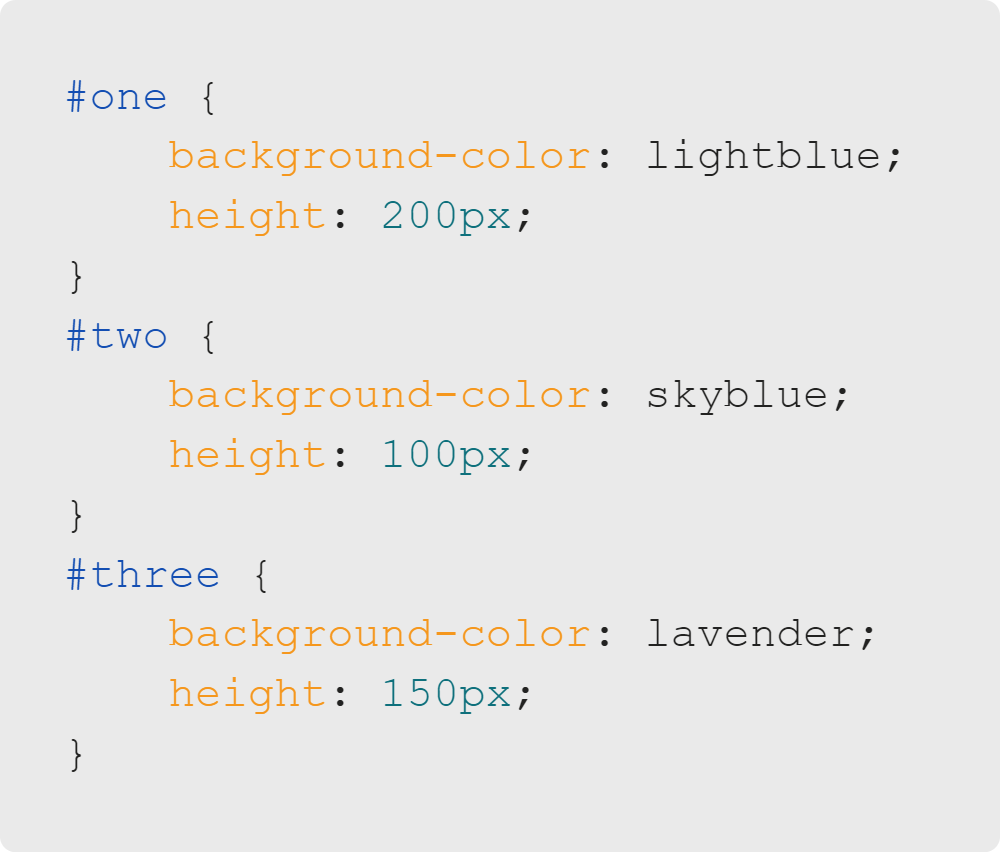 #one {
    background-color: lightblue;
    height: 200px;
}
#two {
    background-color: skyblue;
    height: 100px;
}
#three {
    background-color: lavender;
    height: 150px;
}